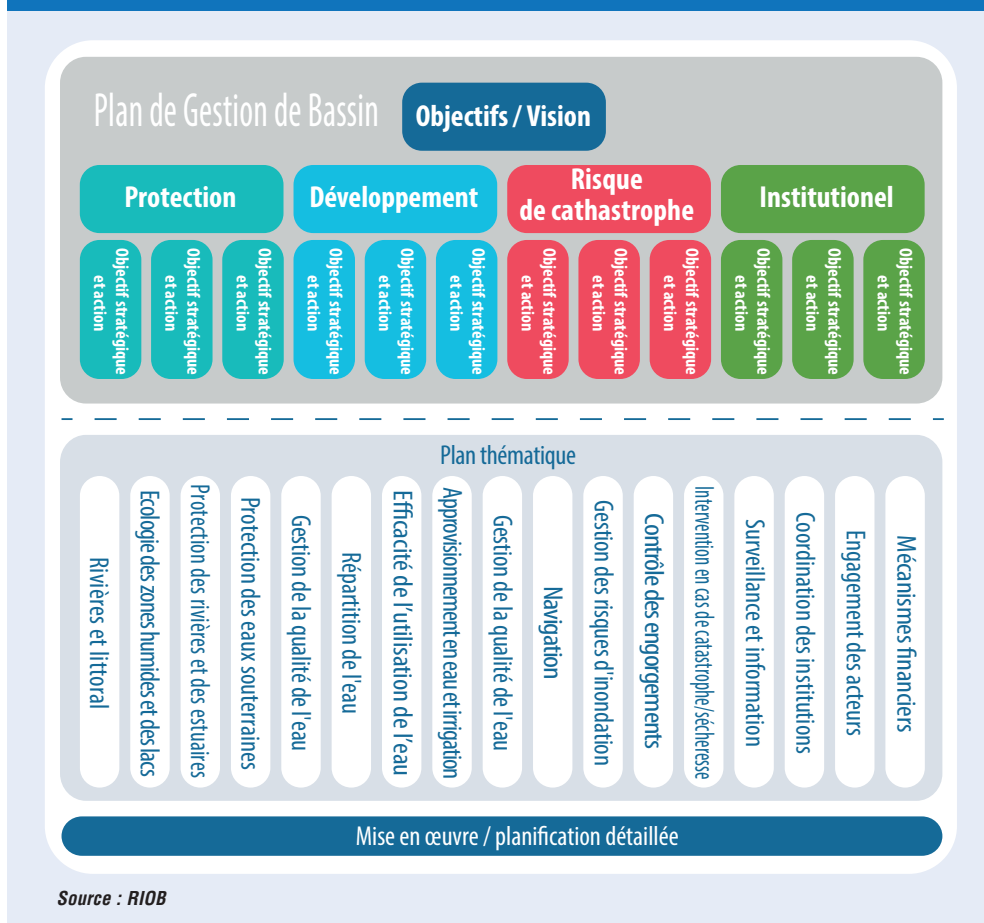 Plan de Gestion de Bassin
Objectifs / Vision
Protection
Développement
Risque
de cathastrophe
Institutionel
Objectif stratégique
et action
Objectif stratégique
et action
Objectif stratégique
et action
Objectif stratégique
et action
Objectif stratégique
et action
Objectif stratégique
et action
Objectif stratégique
et action
Objectif stratégique
et action
Objectif stratégique
et action
Objectif stratégique
et action
Objectif stratégique
et action
Objectif stratégique
et action
Plan thématique
Rivières et littoral
Ecologie des zones humides et des lacs
Protection des rivières et des estuaires
Protection des eaux souterraines
Gestion de la qualité de l'eau
Répartition de l'eau
Efficacité de l'utilisation de l'eau
Approvisionnement en eau et irrigation
Gestion de la qualité de l'eau
Navigation
Gestion des risques d'inondation
Contrôle des engorgements
Intervention en cas de catastrophe/sécheresse
Surveillance et information
Coordination des institutions
Engagement des acteurs
Mécanismes financiers
Mise en œuvre / planification détaillée
Source : RIOB